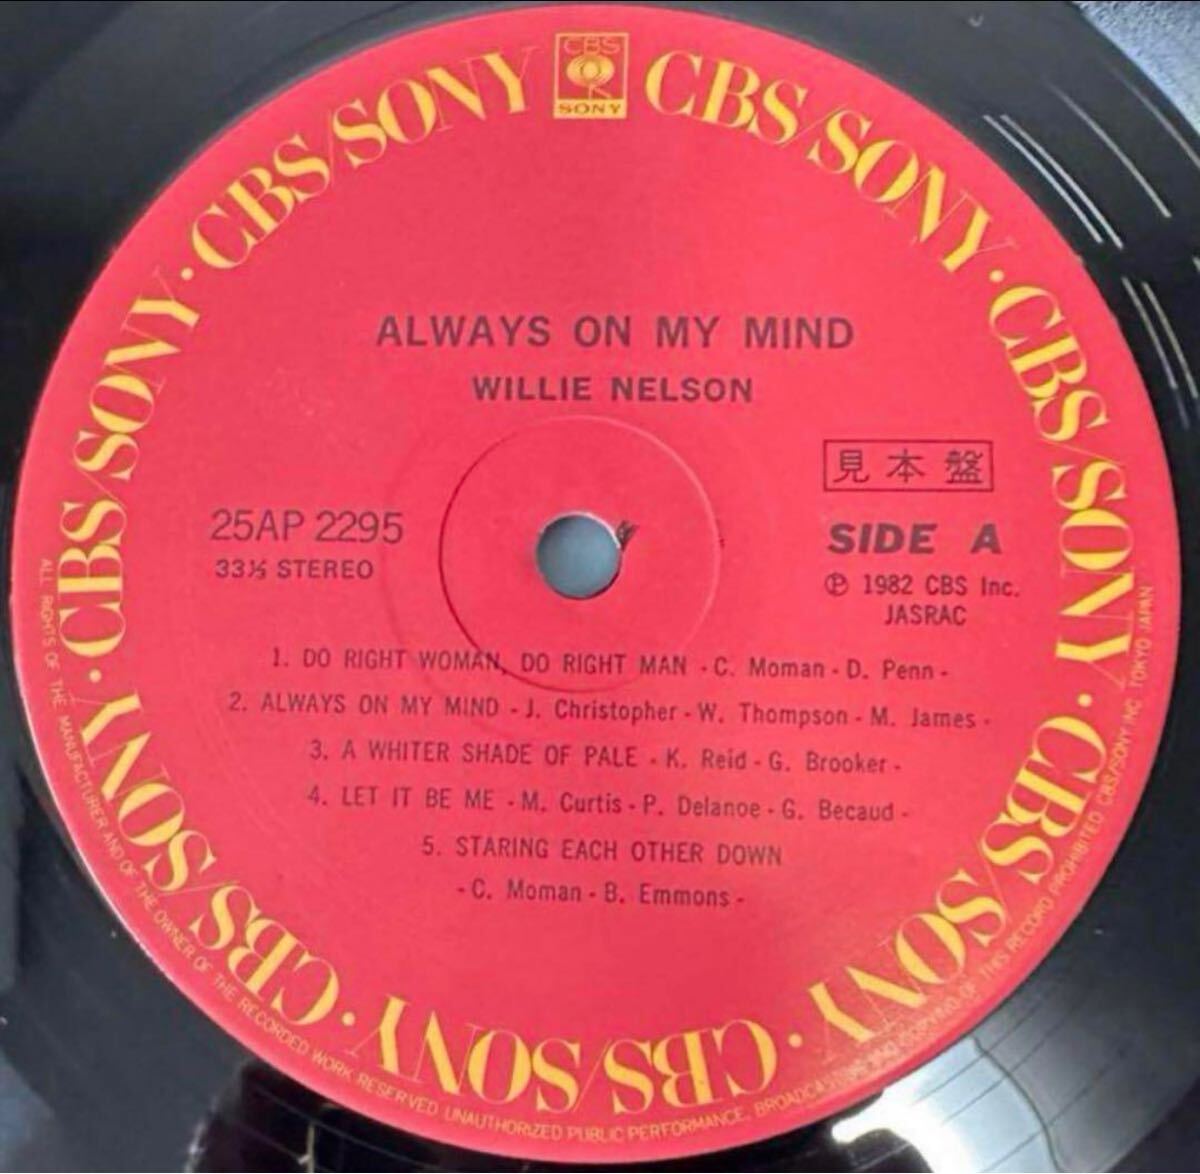 CBS
SONY
CBS/SONY · CBS/SONY · CBS/SONY · CBS/SONY · CBS/SONY · CBS/SONY · CBS/SONY · CBS/SONY
ALWAYS ON MY MIND
WILLIE NELSON
見本盤
25AP 2295
SIDE A
33⅓ STEREO
Ⓟ 1982 CBS Inc.
JASRAC
1. DO RIGHT WOMAN, DO RIGHT MAN - C. Moman - D. Penn -
2. ALWAYS ON MY MIND - J. Christopher - W. Thompson - M. James -
3. A WHITER SHADE OF PALE - K. Reid - G. Brooker -
4. LET IT BE ME - M. Curtis - P. Delanoe - G. Becaud -
5. STARING EACH OTHER DOWN
- C. Moman - B. Emmons -
ALL RIGHTS OF THE MANUFACTURER AND OF THE OWNER OF THE RECORDED WORK RESERVED UNAUTHORIZED PUBLIC PERFORMANCE, BROADCASTING AND COPYING OF THIS RECORD PROHIBITED CBS/SONY INC. TOKYO JAPAN